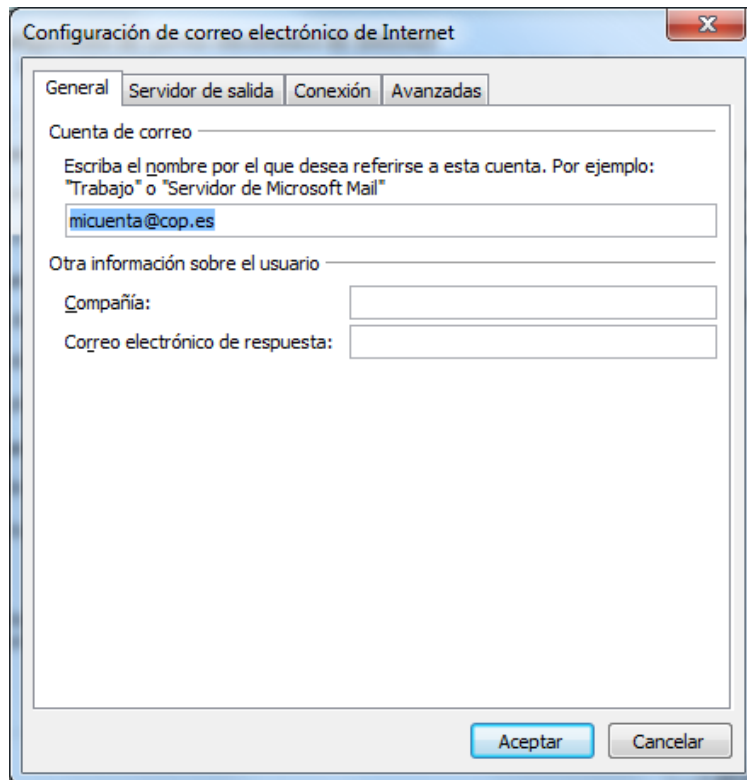 Configuración de correo electrónico de Internet
General Servidor de salida Conexión Avanzadas
Cuenta de correo
Escriba el nombre por el que desea referirse a esta cuenta. Por ejemplo:
"Trabajo" o "Servidor de Microsoft Mail"
micuenta@cop.es
Otra información sobre el usuario
Compañía:
Correo electrónico de respuesta:
Aceptar Cancelar